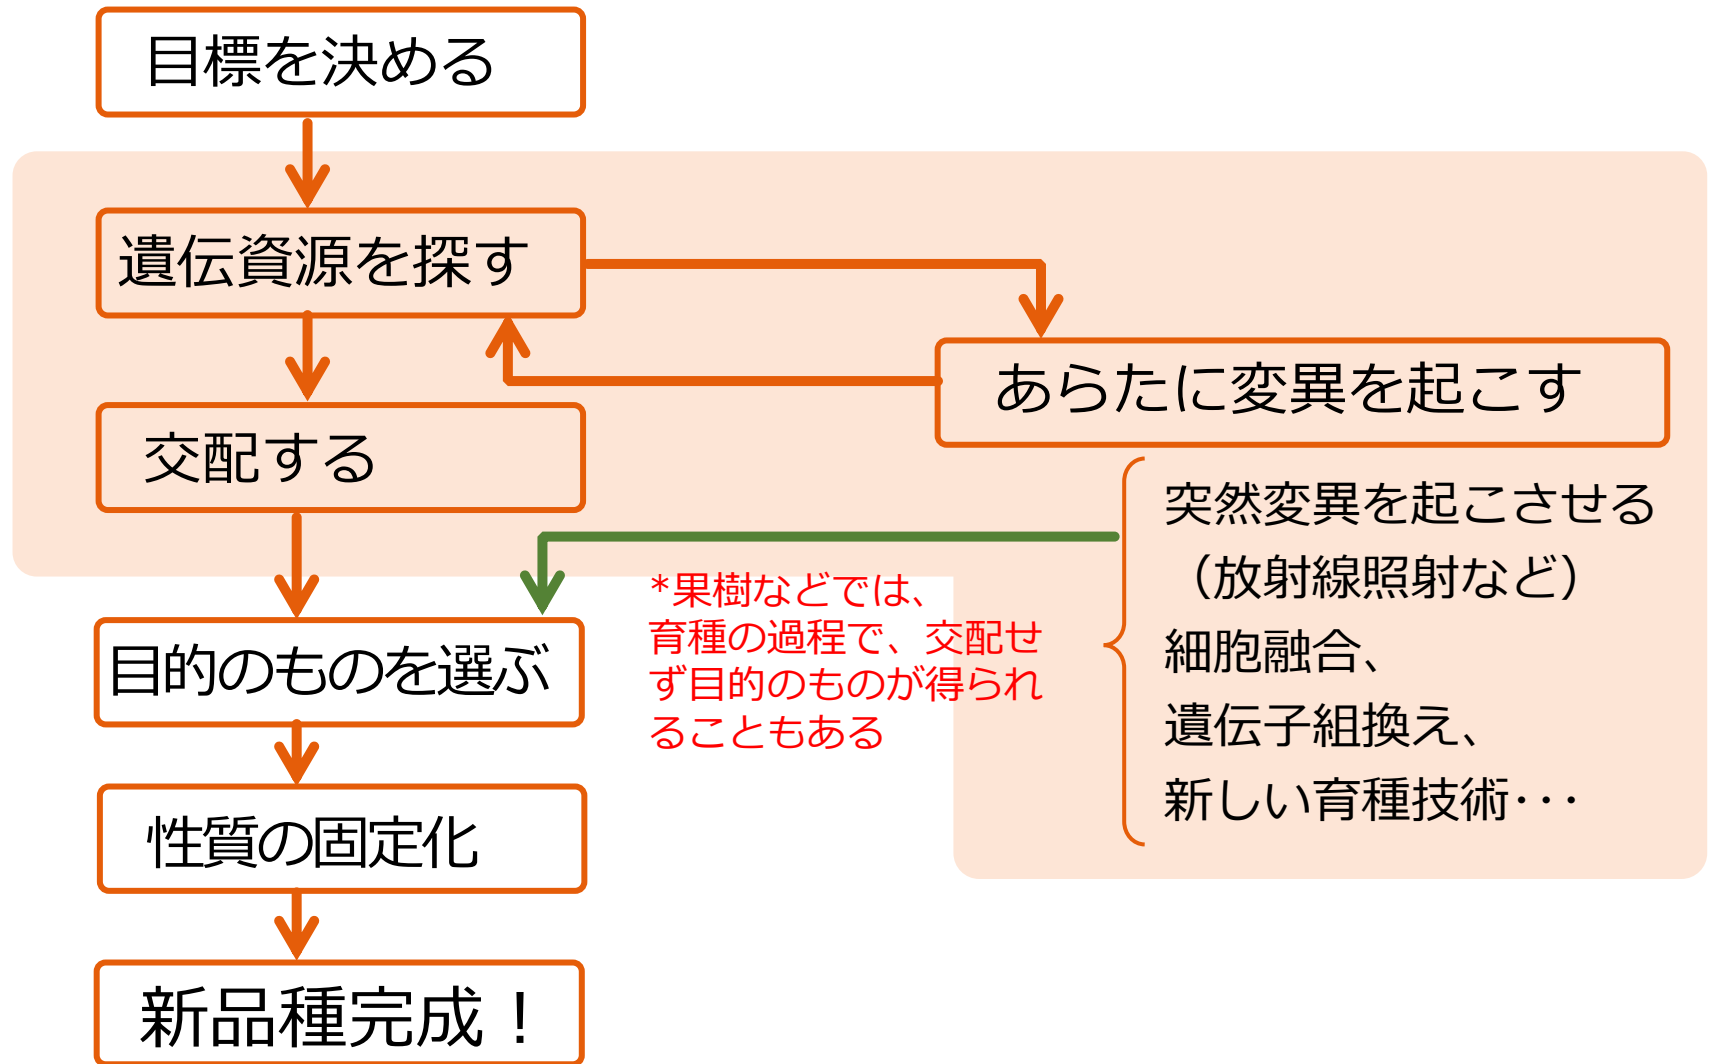 目標を決める
遺伝資源を探す
あらたに変異を起こす
交配する
突然変異を起こさせる
（放射線照射など）
細胞融合、
遺伝子組換え、
新しい育種技術･･･
*果樹などでは、
育種の過程で、交配せ
ず目的のものが得られ
ることもある
目的のものを選ぶ
性質の固定化
新品種完成！